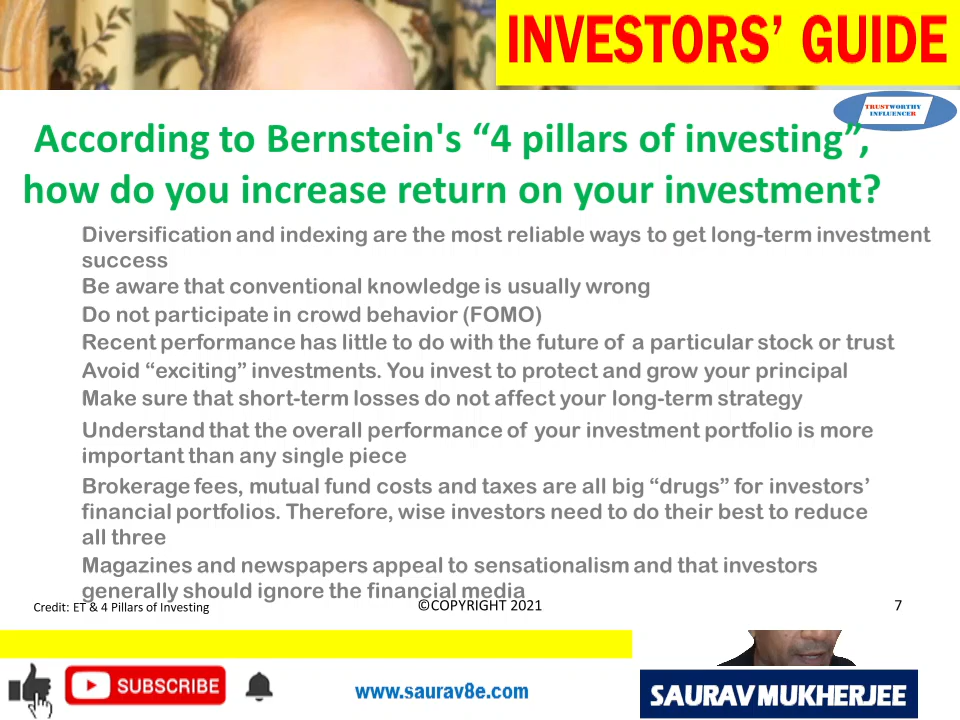 INVESTORS' GUIDE
TRUSTWORTHY
INFLUENCER
According to Bernstein's “4 pillars of investing”,
how do you increase return on your investment?
Diversification and indexing are the most reliable ways to get long-term investment
success
Be aware that conventional knowledge is usually wrong
Do not participate in crowd behavior (FOMO)
Recent performance has little to do with the future of a particular stock or trust
Avoid “exciting” investments. You invest to protect and grow your principal
Make sure that short-term losses do not affect your long-term strategy
Understand that the overall performance of your investment portfolio is more
important than any single piece
Brokerage fees, mutual fund costs and taxes are all big “drugs” for investors’
financial portfolios. Therefore, wise investors need to do their best to reduce
all three
Magazines and newspapers appeal to sensationalism and that investors
generally should ignore the financial media
Credit: ET & 4 Pillars of Investing
©COPYRIGHT 2021
7
SUBSCRIBE
www.saurav8e.com
SAURAV MUKHERJEE